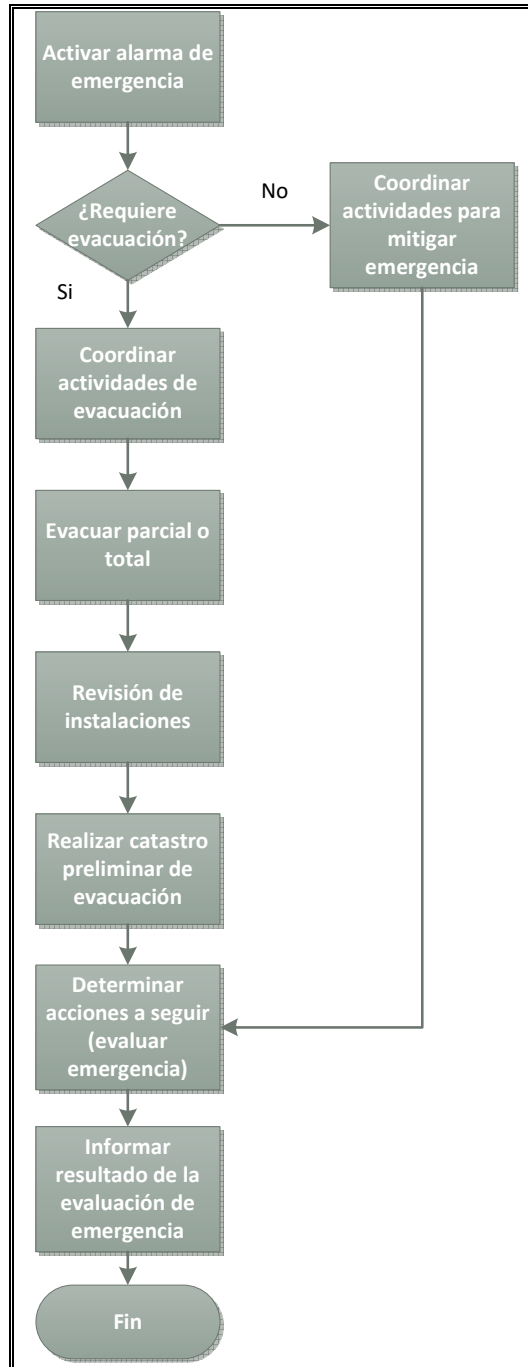 Activar alarma de
emergencia
¿Requiere
evacuación?
No
Coordinar
actividades para
mitigar
emergencia
Si
Coordinar
actividades de
evacuación
Evacuar parcial o
total
Revisión de
instalaciones
Realizar catastro
preliminar de
evacuación
Determinar
acciones a seguir
(evaluar
emergencia)
Informar
resultado de la
evaluación de
emergencia
Fin